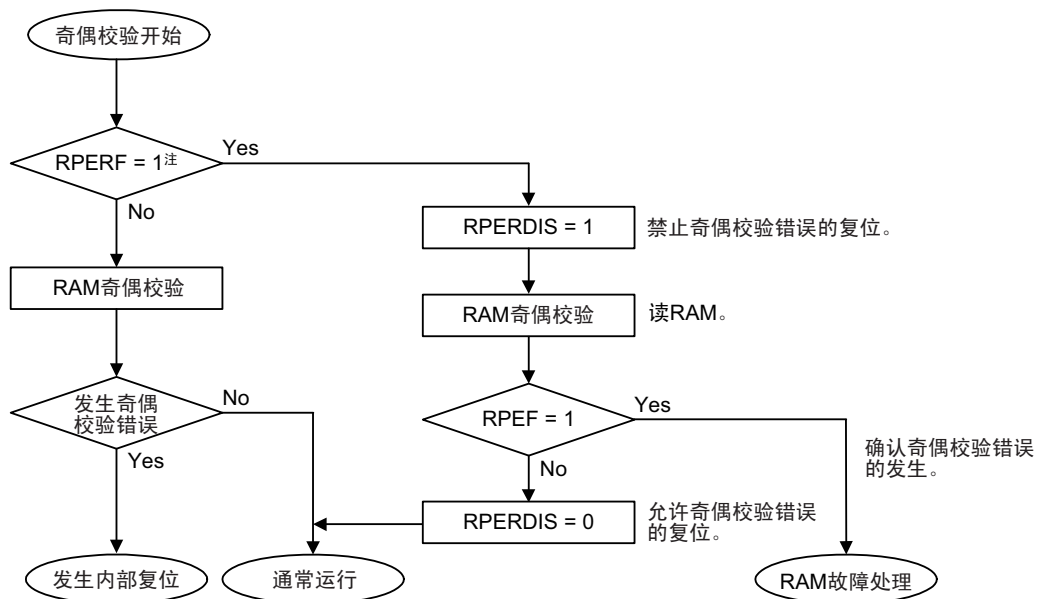 奇偶校验开始
RPERF = 1注
Yes
No
RPERDIS = 1
禁止奇偶校验错误的复位。
RAM奇偶校验
RAM奇偶校验
读RAM。
发生奇偶
校验错误
No
Yes
RPEF = 1
Yes
No
确认奇偶校验错误
的发生。
RPERDIS = 0
允许奇偶校验错误
的复位。
发生内部复位
通常运行
RAM故障处理